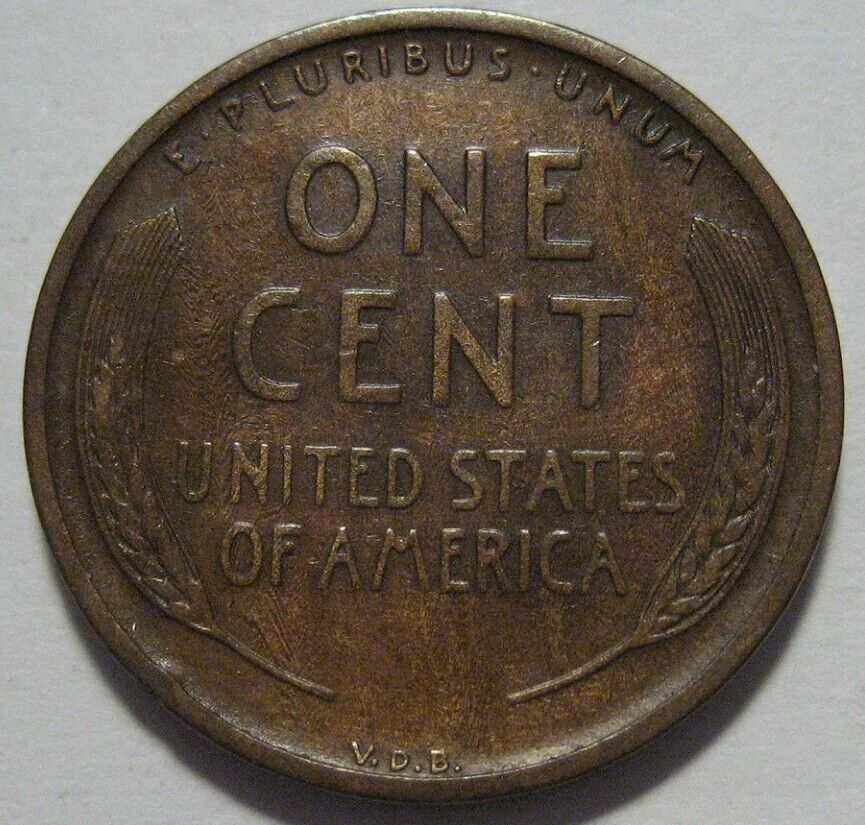 E · PLURIBUS · UNUM
ONE
CENT
UNITED STATES
OF AMERICA
V.D.B.